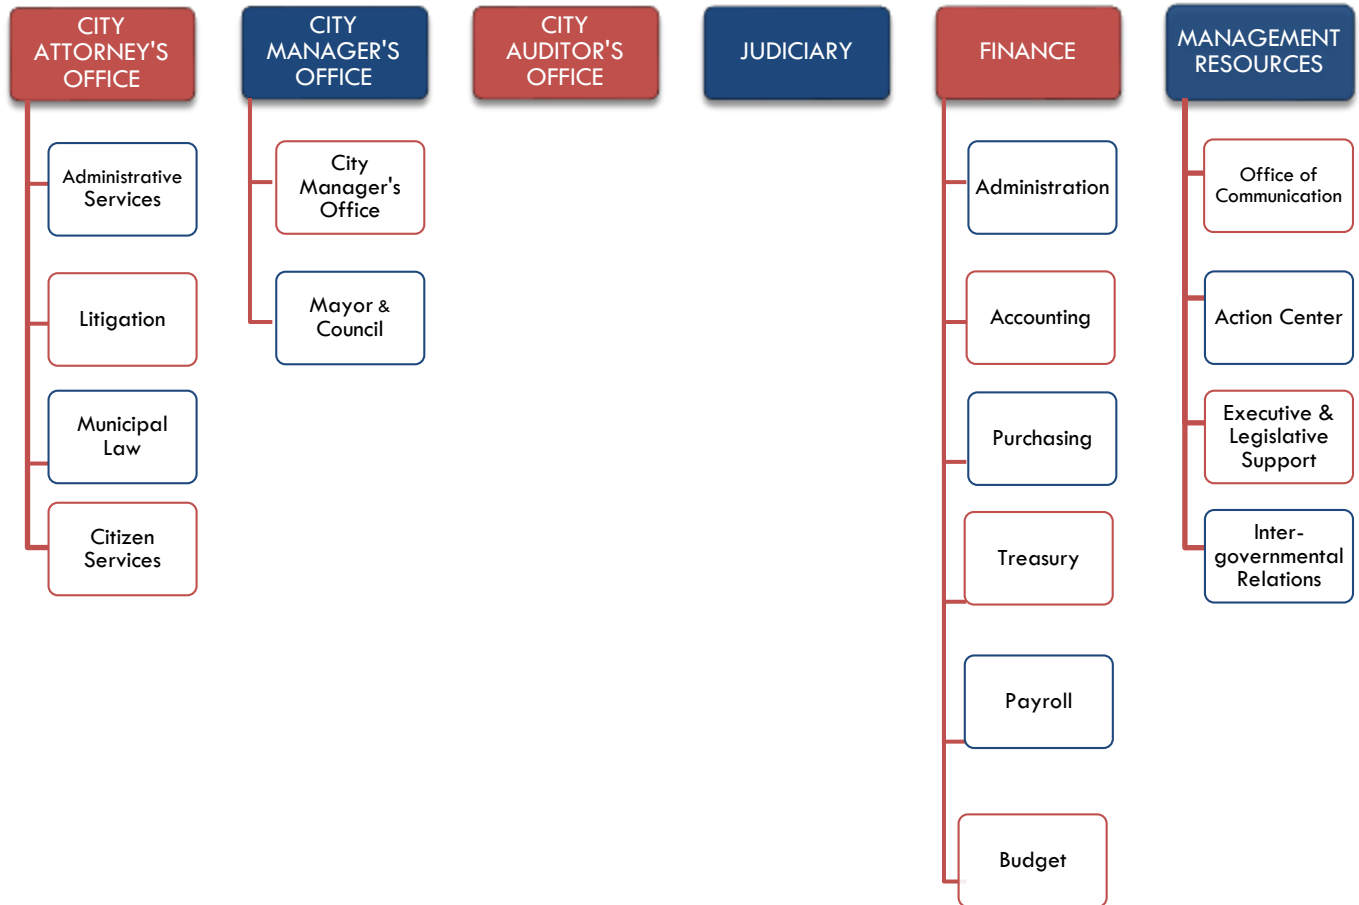 CITY
ATTORNEY'S
OFFICE
Administrative
Services
Litigation
Municipal
Law
Citizen
Services
CITY
MANAGER'S
OFFICE
City
Manager's
Office
Mayor &
Council
CITY
AUDITOR'S
OFFICE
JUDICIARY
FINANCE
Administration
Accounting
Purchasing
Treasury
Payroll
Budget
MANAGEMENT
RESOURCES
Office of
Communication
Action Center
Executive &
Legislative
Support
Inter-
governmental
Relations